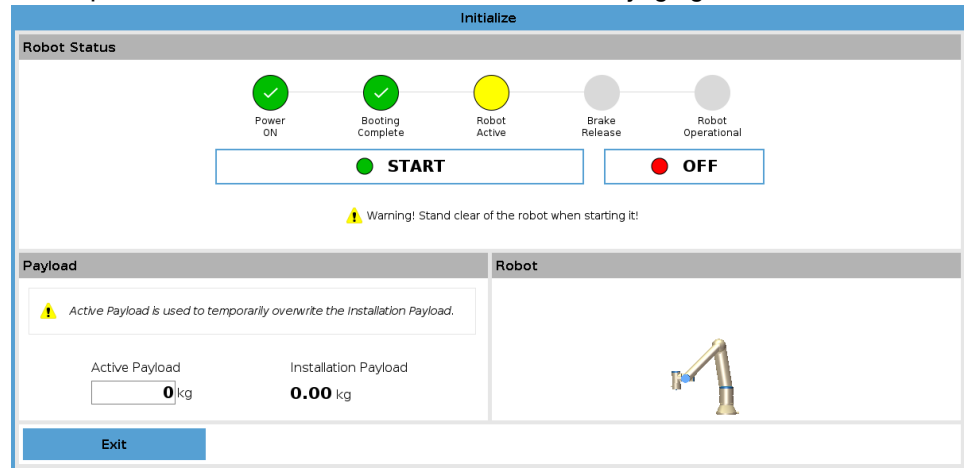 Initialize
Robot Status
Power
ON
Booting
Complete
Robot
Active
Brake
Release
Robot
Operational
START
OFF
Warning! Stand clear of the robot when starting it!
Payload
Robot
Active Payload is used to temporarily overwrite the Installation Payload.
Active Payload
Installation Payload
0 kg
0.00 kg
Exit